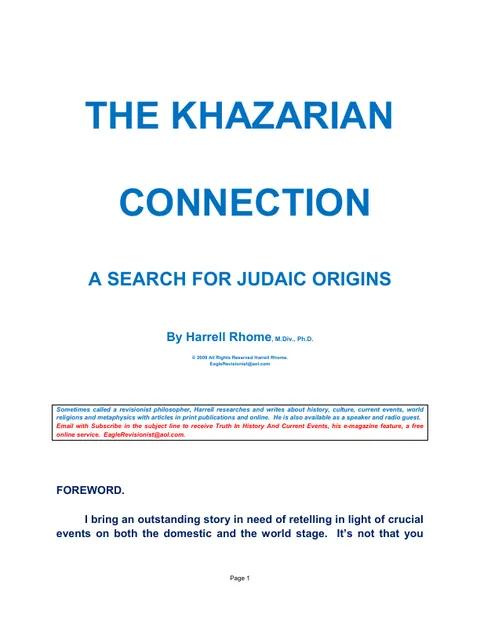 THE KHAZARIAN
CONNECTION
A SEARCH FOR JUDAIC ORIGINS
By Harrell Rhome, M.Div., Ph.D.
© 2009 All Rights Reserved Harrell Rhome.
EagleRevisionist@aol.com
Sometimes called a revisionist philosopher, Harrell researches and writes about history, culture, current events, world
religions and metaphysics with articles in print publications and online. He is also available as a speaker and radio guest.
Email with Subscribe in the subject line to receive Truth In History And Current Events, his e-magazine feature, a free
online service. EagleRevisionist@aol.com.
FOREWORD.
I bring an outstanding story in need of retelling in light of crucial
events on both the domestic and the world stage. It's not that you
Page 1